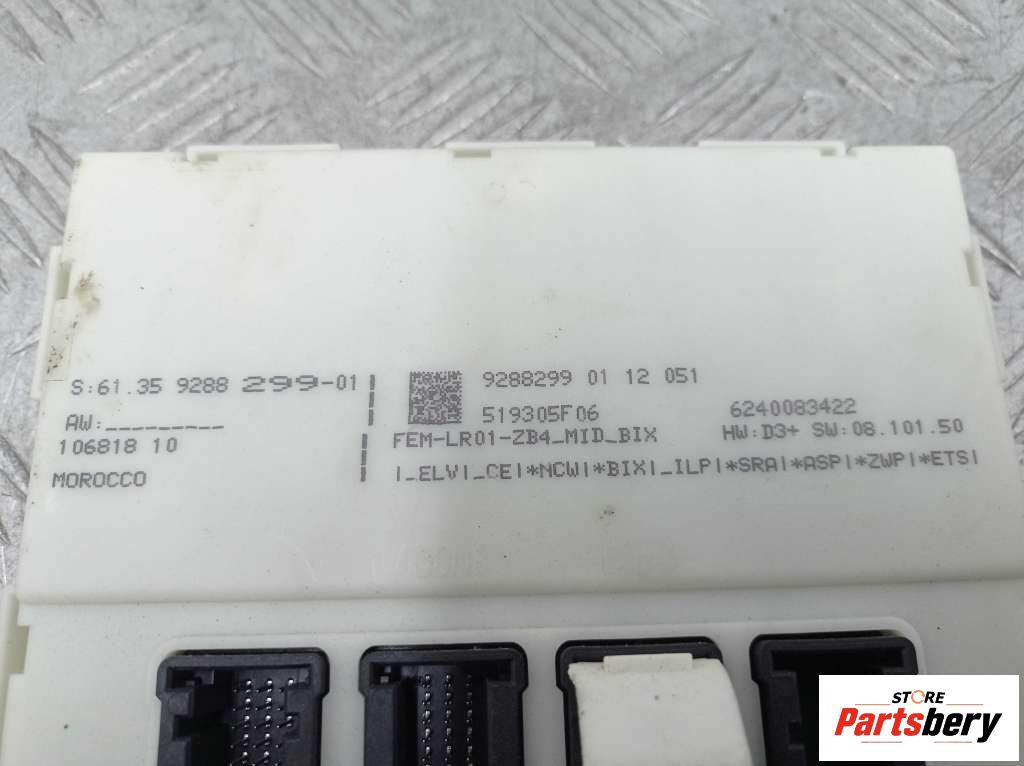 S:61.35 9288 299-01
AW:_________
106818 10
MOROCCO
9288299 01 12 051
519305F06
6240083422
FEM-LR01-ZB4_MID_BIX
HW:D3+ SW:08.101.50
|_ELV|_CE|*NCW|*BIX|_ILP|*SRA|*ASP|*ZWP|*ETS|
STORE
Partsbery